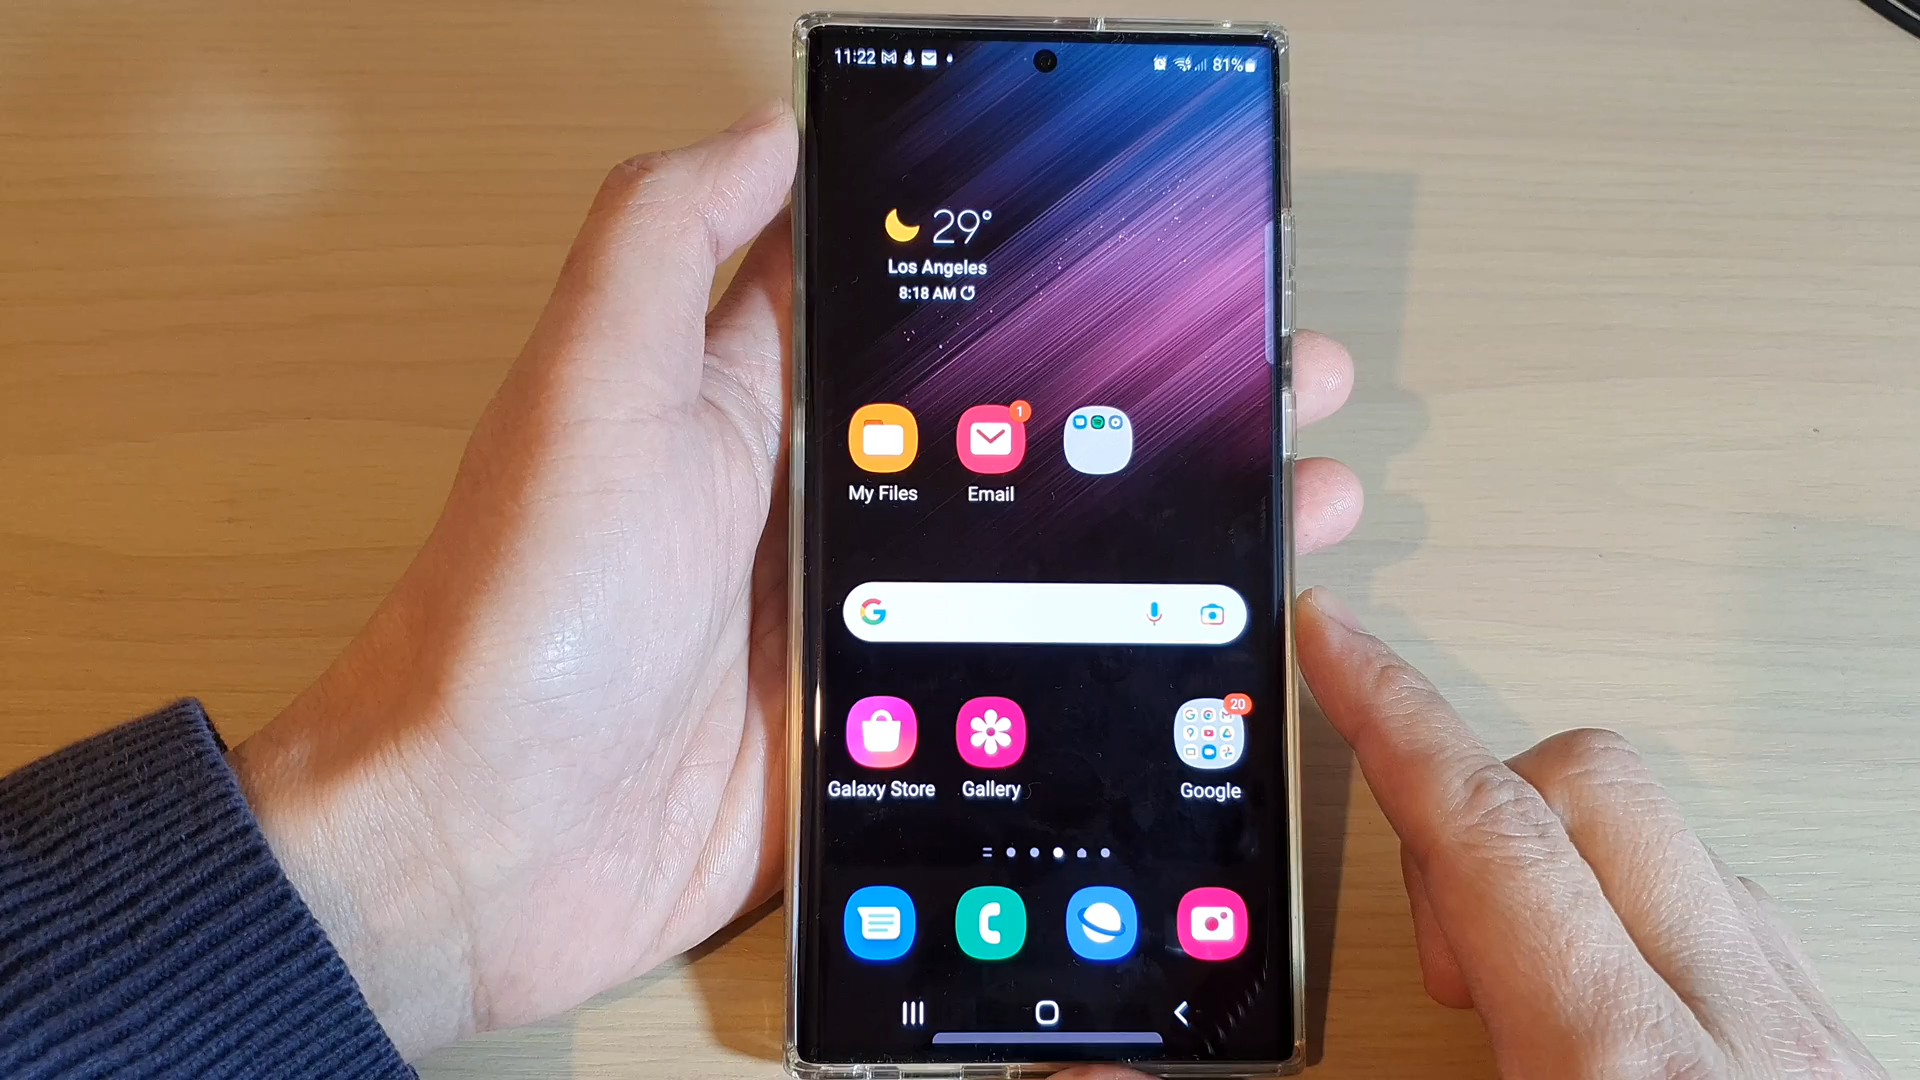 11:22
81%
29°
Los Angeles
8:18 AM
1
My Files
Email
G
20
Galaxy Store
Gallery
Google